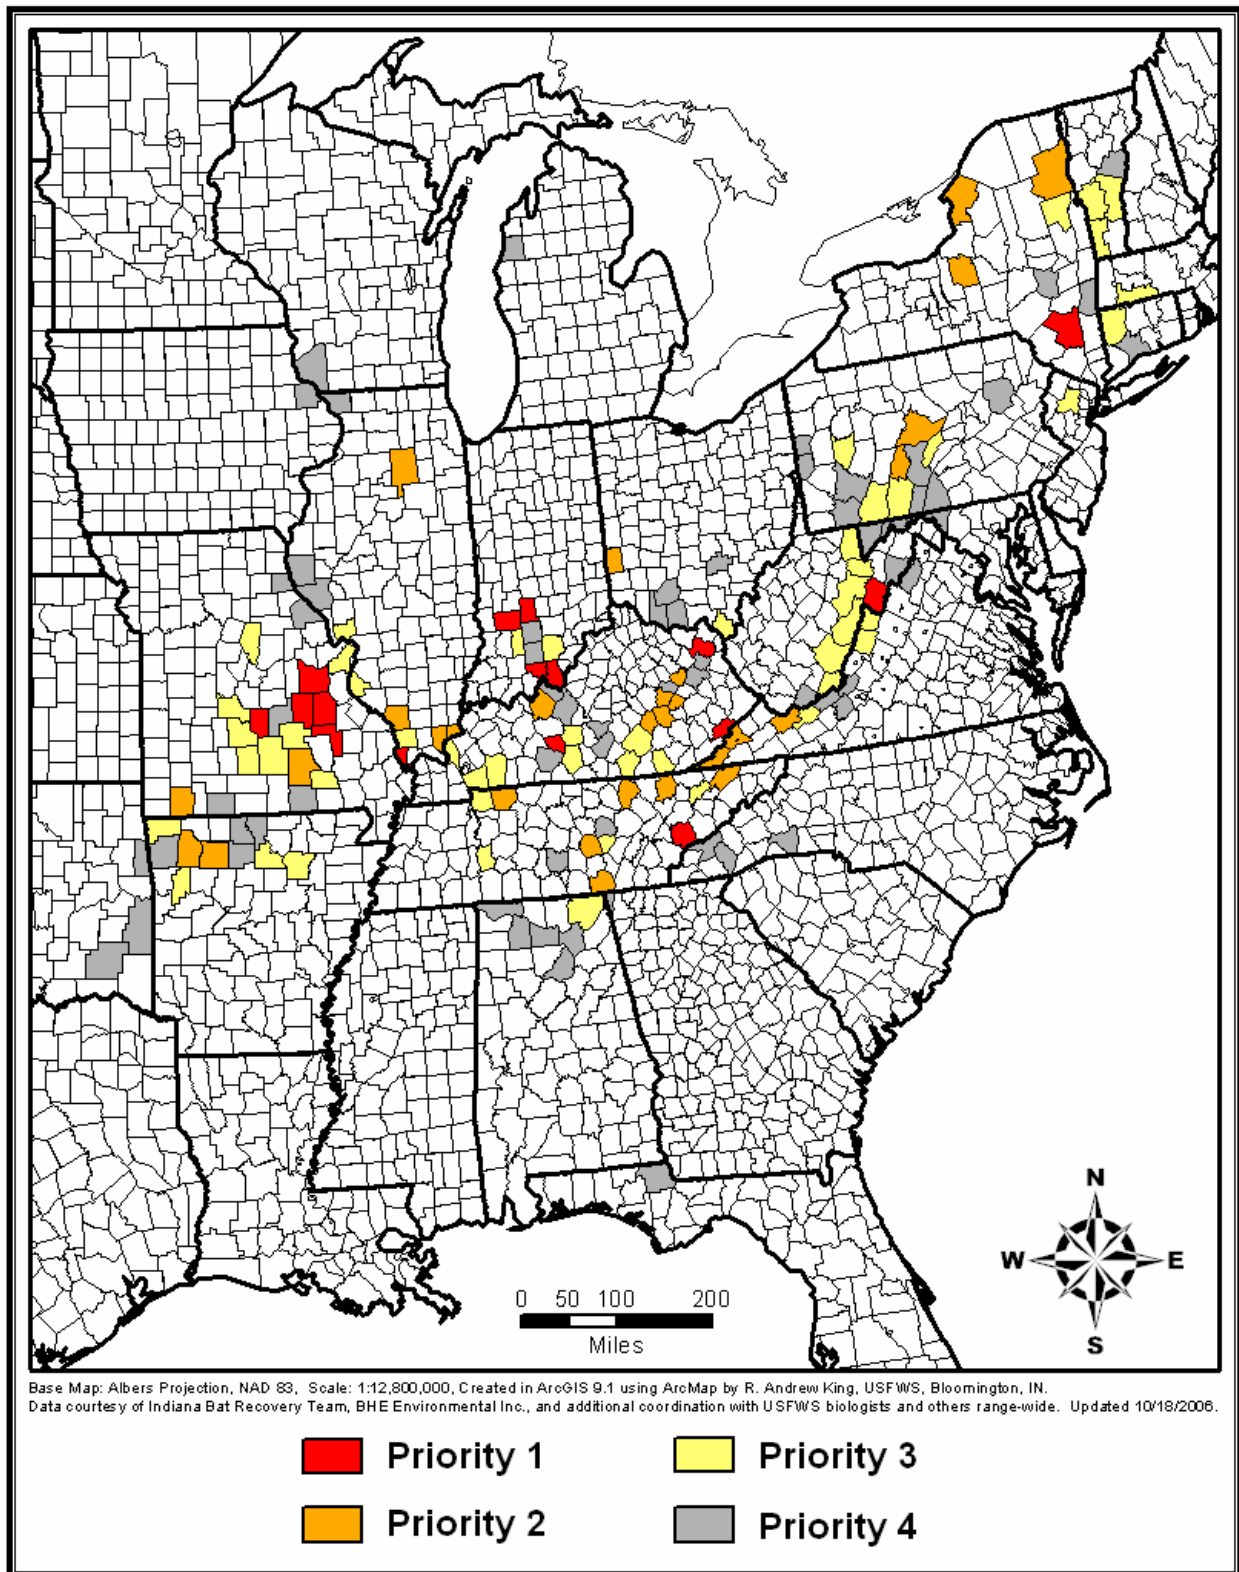 N
W E
S
0 50 100 200
Miles
Base Map: Albers Projection, NAD 83, Scale: 1:12,800,000, Created in ArcGIS 9.1 using ArcMap by R. Andrew King, USFWS, Bloomington, IN.
Data courtesy of Indiana Bat Recovery Team, BHE Environmental Inc., and additional coordination with USFWS biologists and others range-wide. Updated 10/18/2006.
Priority 1 Priority 3
Priority 2 Priority 4